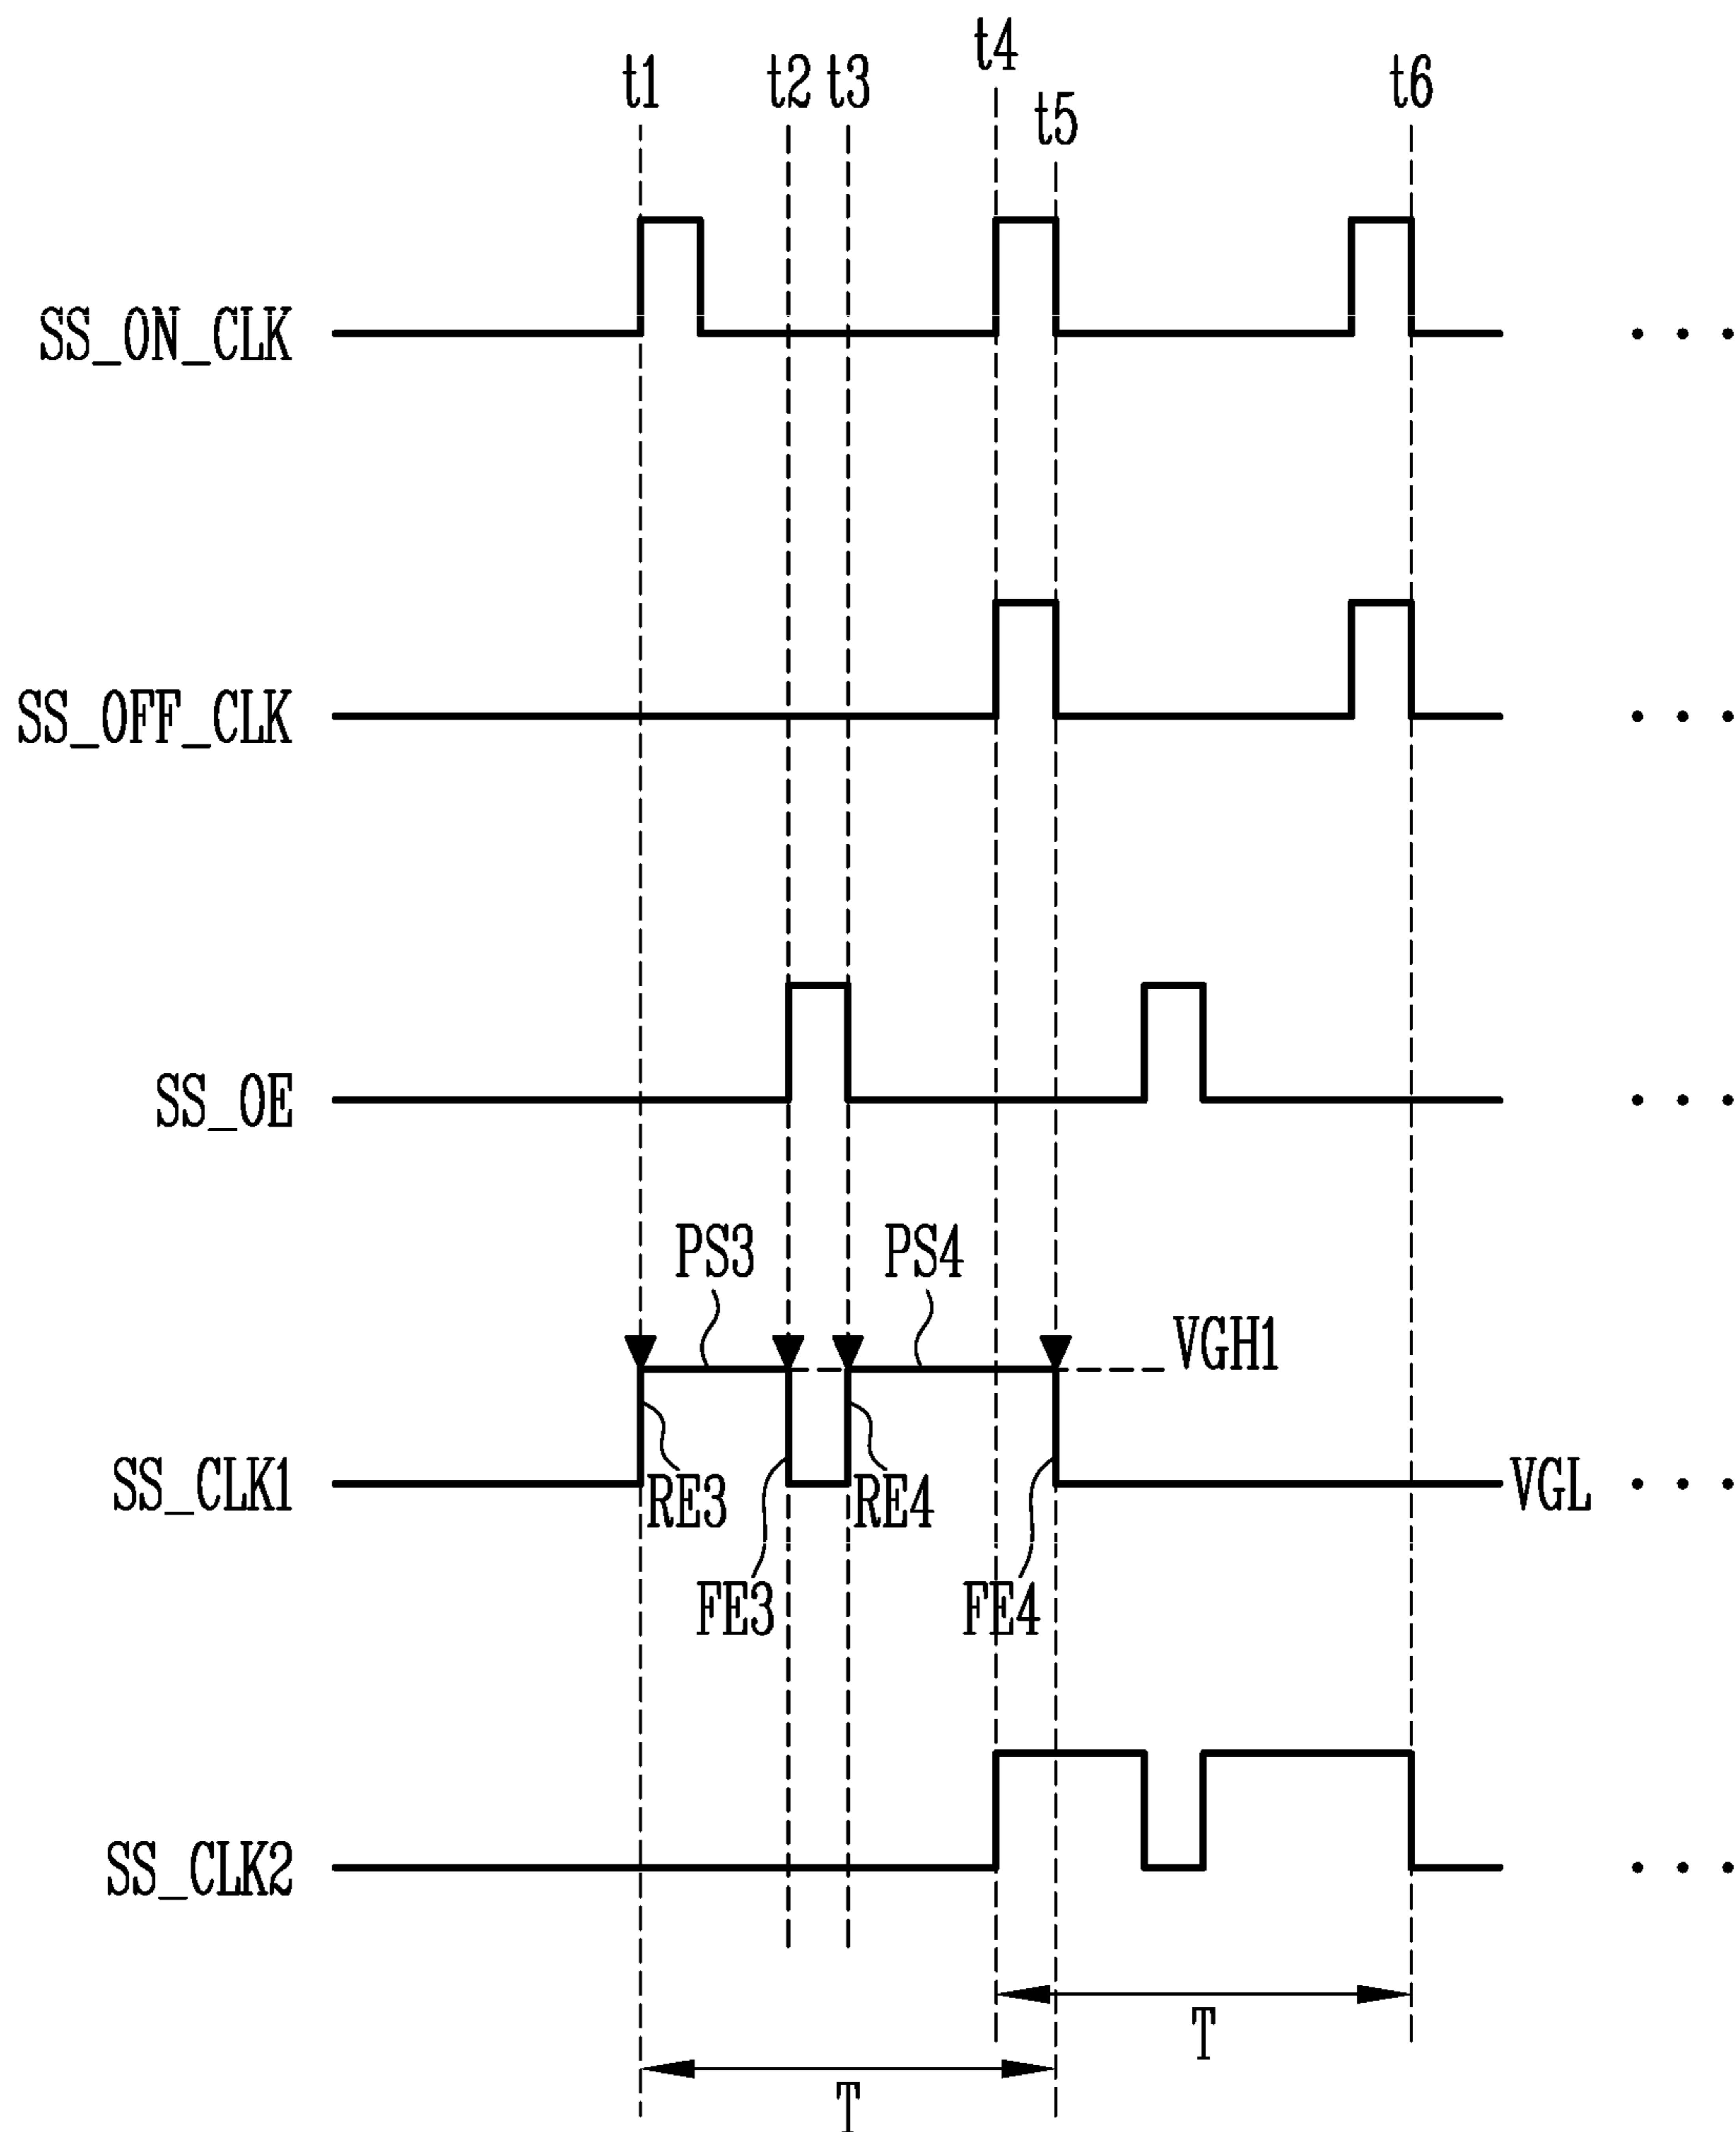 t1
t2
t3
t4
t5
t6
SS_ON_CLK
. . .
SS_OFF_CLK
. . .
SS_OE
. . .
PS3
PS4
VGH1
SS_CLK1
RE3
RE4
VGL
. . .
FE3
FE4
SS_CLK2
. . .
T
T